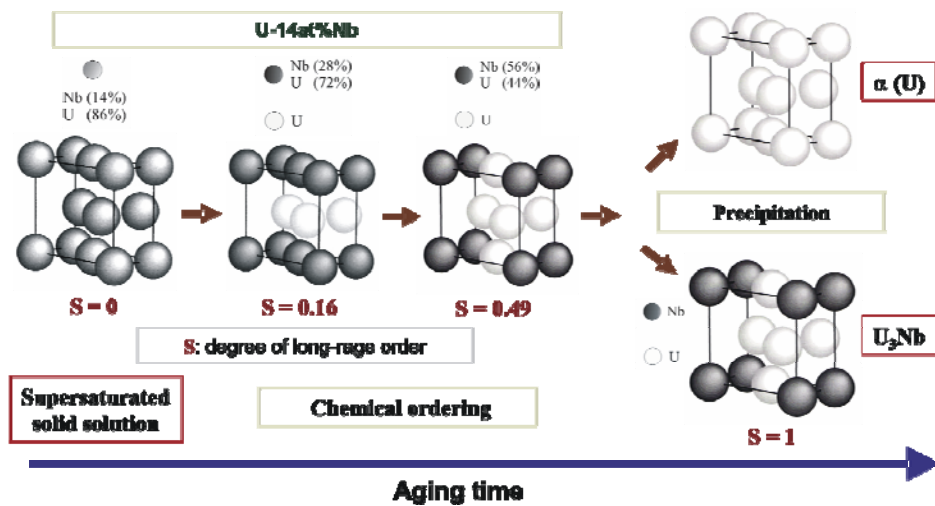 U-14at%Nb
Nb (14%)
U (86%)
Nb (28%)
U (72%)
U
Nb (56%)
U (44%)
U
α (U)
Precipitation
S = 0
S = 0.16
S = 0.49
Nb
U
U₃Nb
S: degree of long-rage order
Supersaturated
solid solution
Chemical ordering
S = 1
Aging time